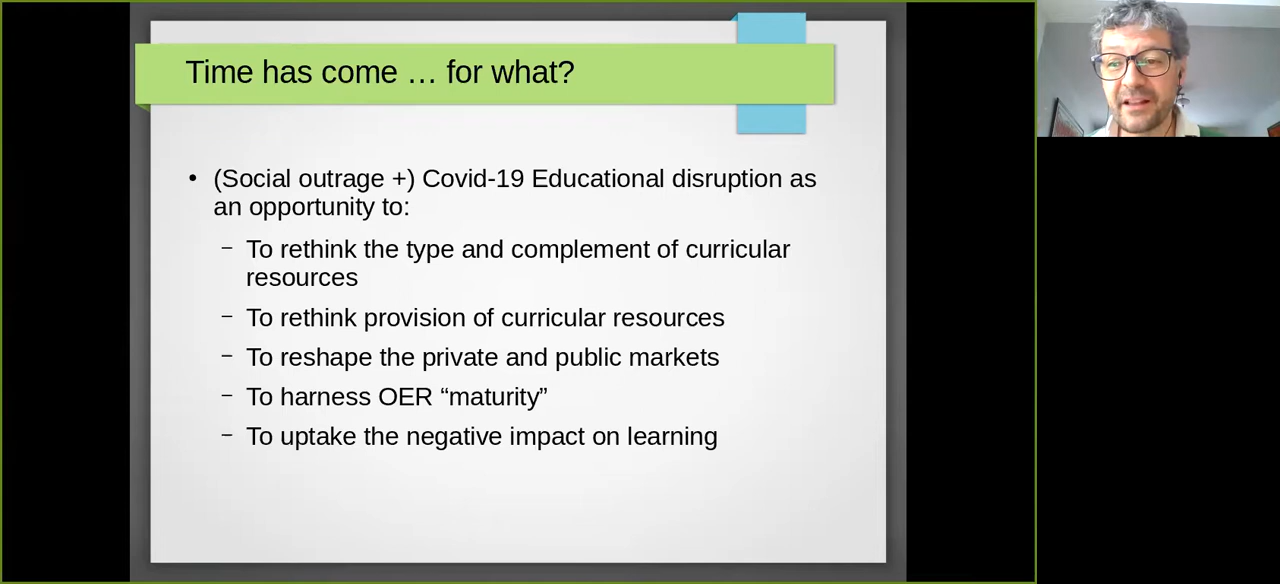 Time has come … for what?
• (Social outrage +) Covid-19 Educational disruption as
an opportunity to:
– To rethink the type and complement of curricular
resources
– To rethink provision of curricular resources
– To reshape the private and public markets
– To harness OER “maturity”
– To uptake the negative impact on learning